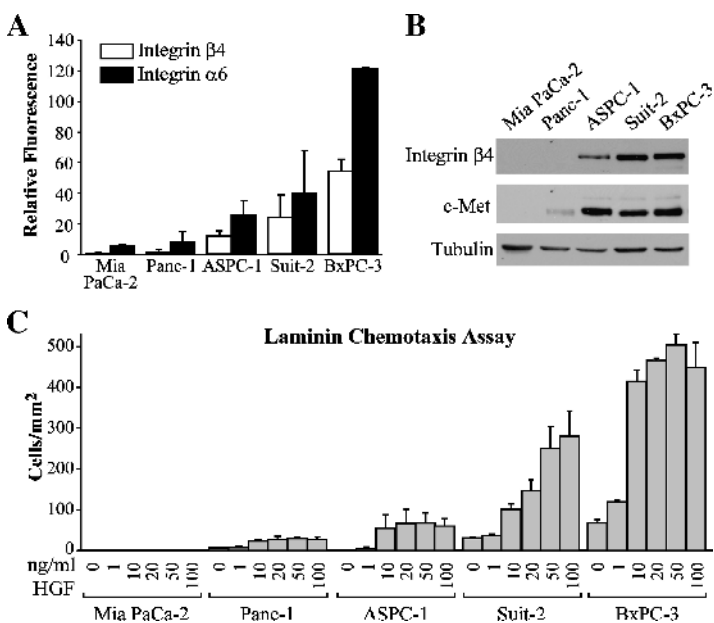 A
140
120
100
80
60
40
20
0
Relative Fluorescence
Integrin β4
Integrin α6
Mia PaCa-2
Panc-1
ASPC-1
Suit-2
BxPC-3
B
Mia PaCa-2
Panc-1
ASPC-1
Suit-2
BxPC-3
Integrin β4
c-Met
Tubulin
C
Laminin Chemotaxis Assay
500
400
300
200
100
0
Cells/mm2
ng/ml HGF
0 1 10 20 50 100
0 1 10 20 50 100
0 1 10 20 50 100
0 1 10 20 50 100
0 1 10 20 50 100
Mia PaCa-2
Panc-1
ASPC-1
Suit-2
BxPC-3